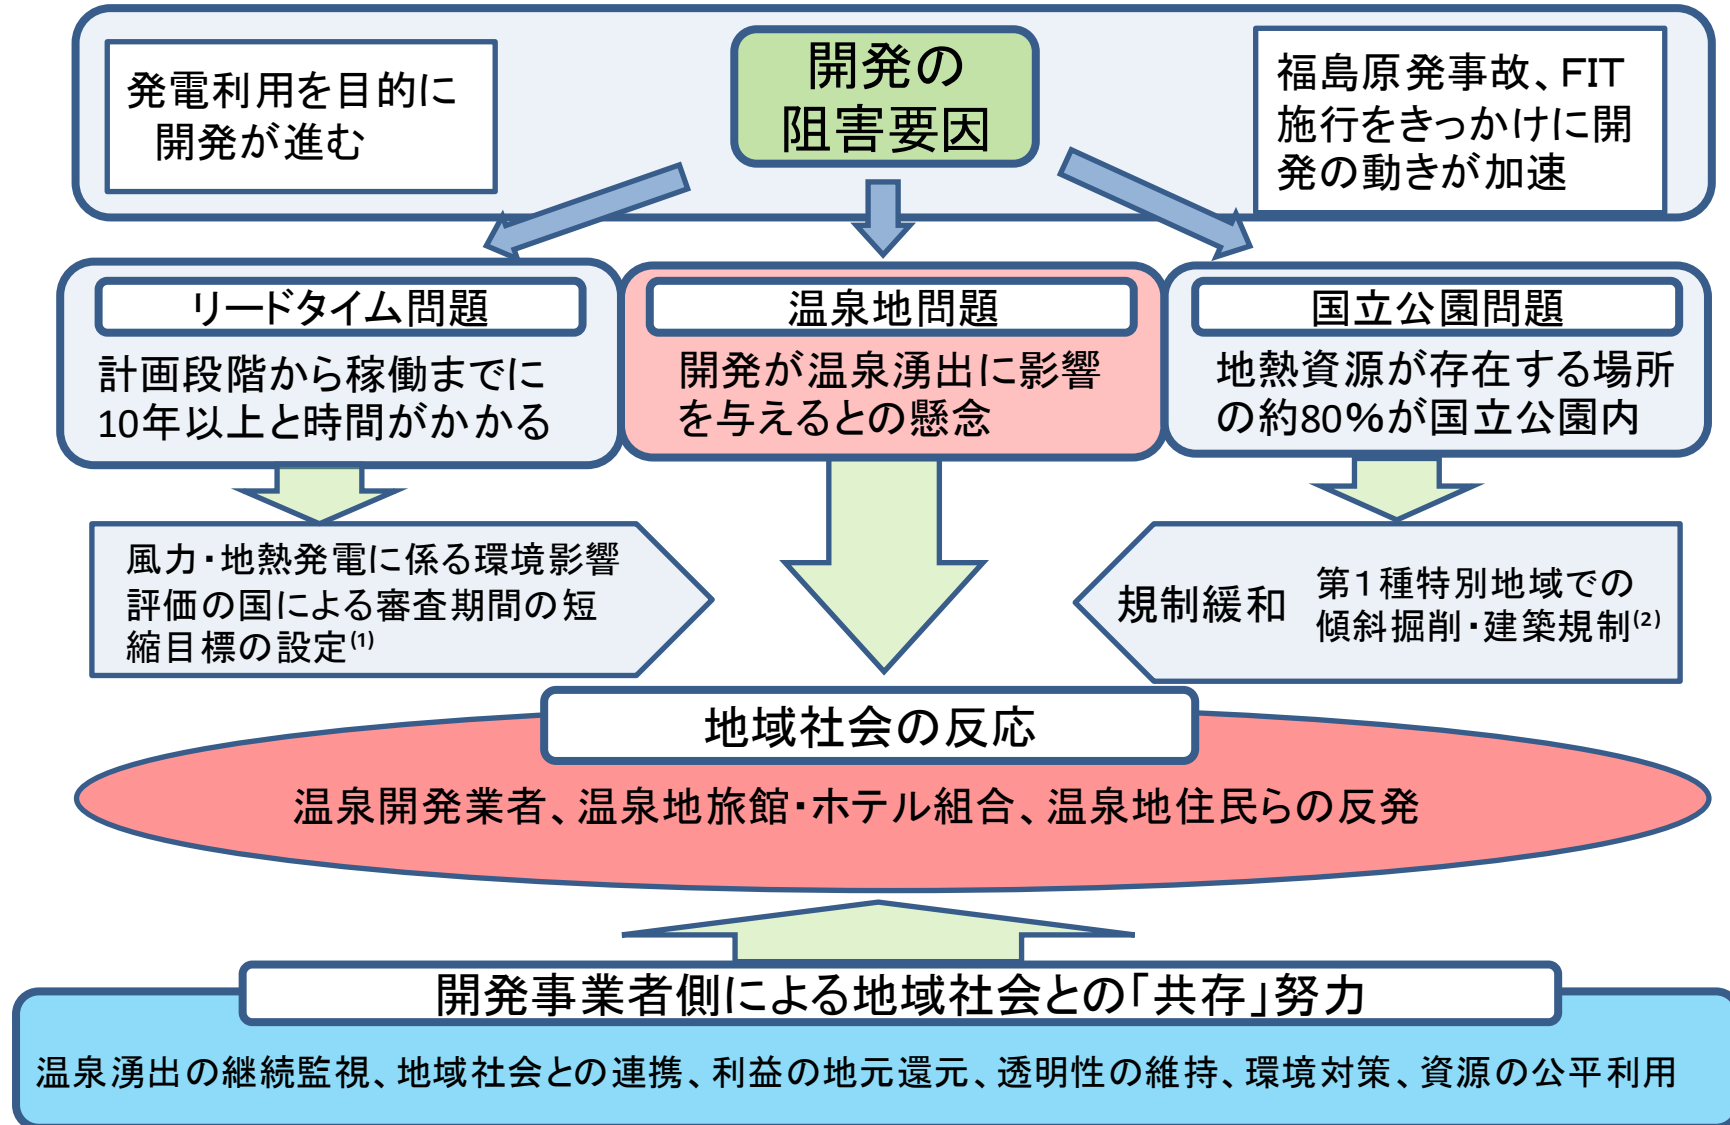 発電利用を目的に
開発が進む
開発の
阻害要因
福島原発事故、FIT
施行をきっかけに開
発の動きが加速
リードタイム問題
計画段階から稼働までに
10年以上と時間がかかる
温泉地問題
開発が温泉湧出に影響
を与えるとの懸念
国立公園問題
地熱資源が存在する場所
の約80%が国立公園内
風力・地熱発電に係る環境影響
評価の国による審査期間の短
縮目標の設定(1)
規制緩和
第1種特別地域での
傾斜掘削・建築規制(2)
地域社会の反応
温泉開発業者、温泉地旅館・ホテル組合、温泉地住民らの反発
開発事業者側による地域社会との「共存」努力
温泉湧出の継続監視、地域社会との連携、利益の地元還元、透明性の維持、環境対策、資源の公平利用